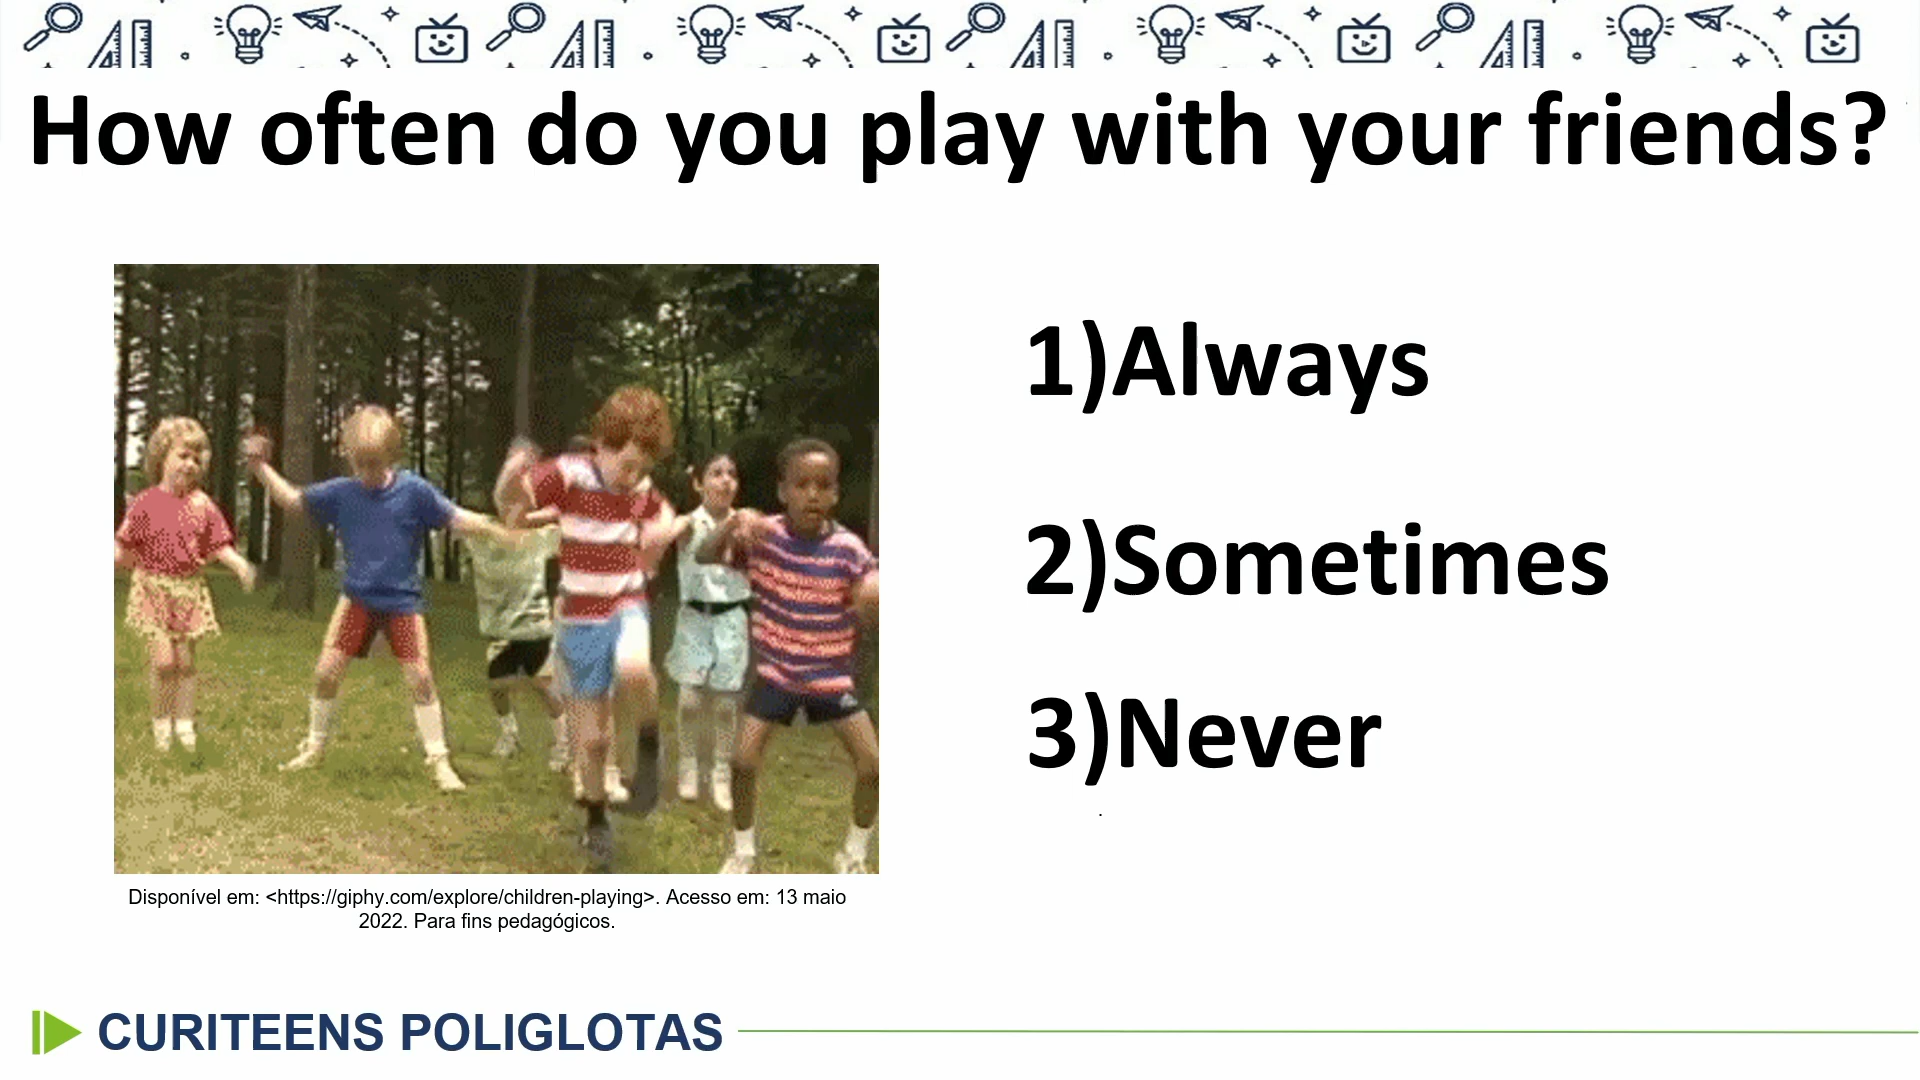 How often do you play with your friends?
1)Always
2)Sometimes
3)Never
Disponível em: <https://giphy.com/explore/children-playing>. Acesso em: 13 maio
2022. Para fins pedagógicos.
CURITEENS POLIGLOTAS